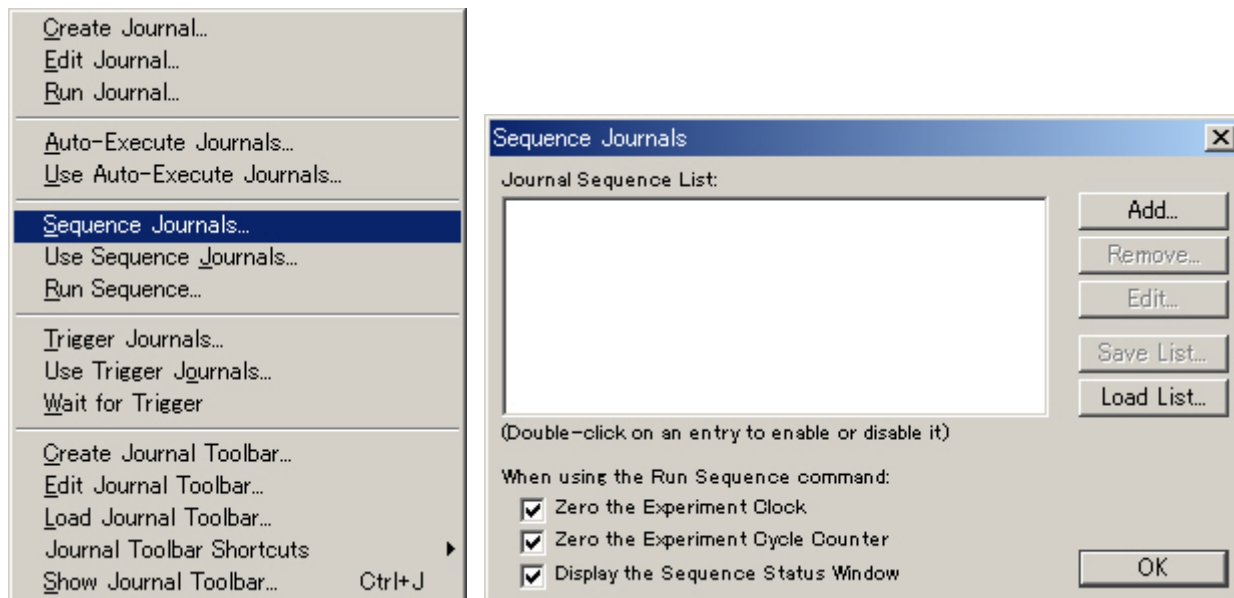 Create Journal...
Edit Journal...
Run Journal...
Auto-Execute Journals...
Use Auto-Execute Journals...
Sequence Journals...
Use Sequence Journals...
Run Sequence...
Trigger Journals...
Use Trigger Journals...
Wait for Trigger
Create Journal Toolbar...
Edit Journal Toolbar...
Load Journal Toolbar...
Journal Toolbar Shortcuts
Show Journal Toolbar... Ctrl+J
Sequence Journals
Journal Sequence List:
Add...
Remove...
Edit...
Save List...
Load List...
(Double-click on an entry to enable or disable it)
When using the Run Sequence command:
Zero the Experiment Clock
Zero the Experiment Cycle Counter
Display the Sequence Status Window
OK